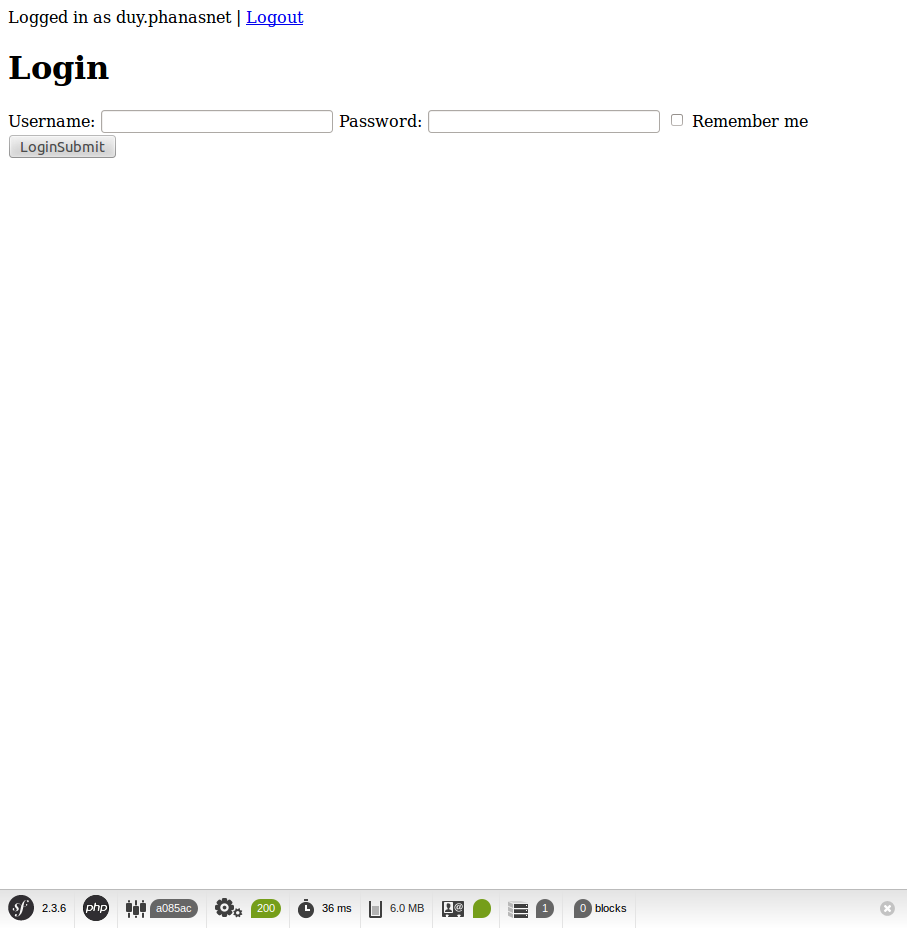 Logged in as duy.phanasnet | Logout
Login
Username: Password: Remember me
LoginSubmit
sf 2.3.6 php a085ac 200 36 ms 6.0 MB 1 0 blocks